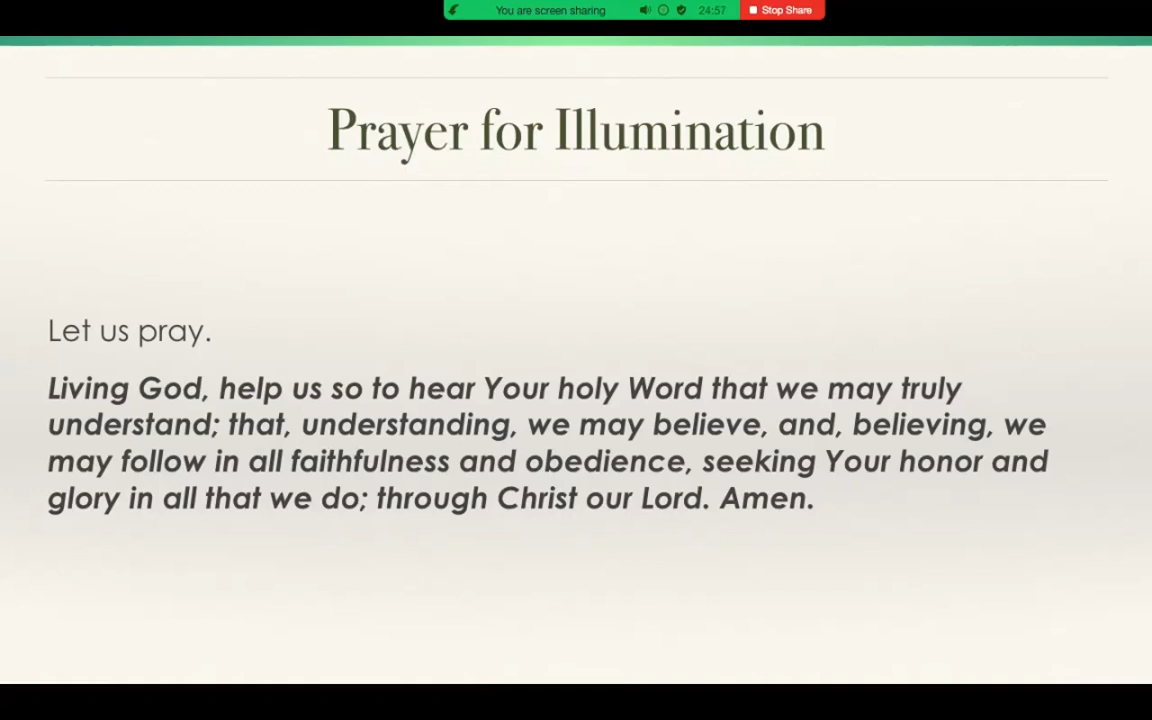 You are screen sharing 24:57 Stop Share
Prayer for Illumination
Let us pray.
Living God, help us so to hear Your holy Word that we may truly
understand; that, understanding, we may believe, and, believing, we
may follow in all faithfulness and obedience, seeking Your honor and
glory in all that we do; through Christ our Lord. Amen.